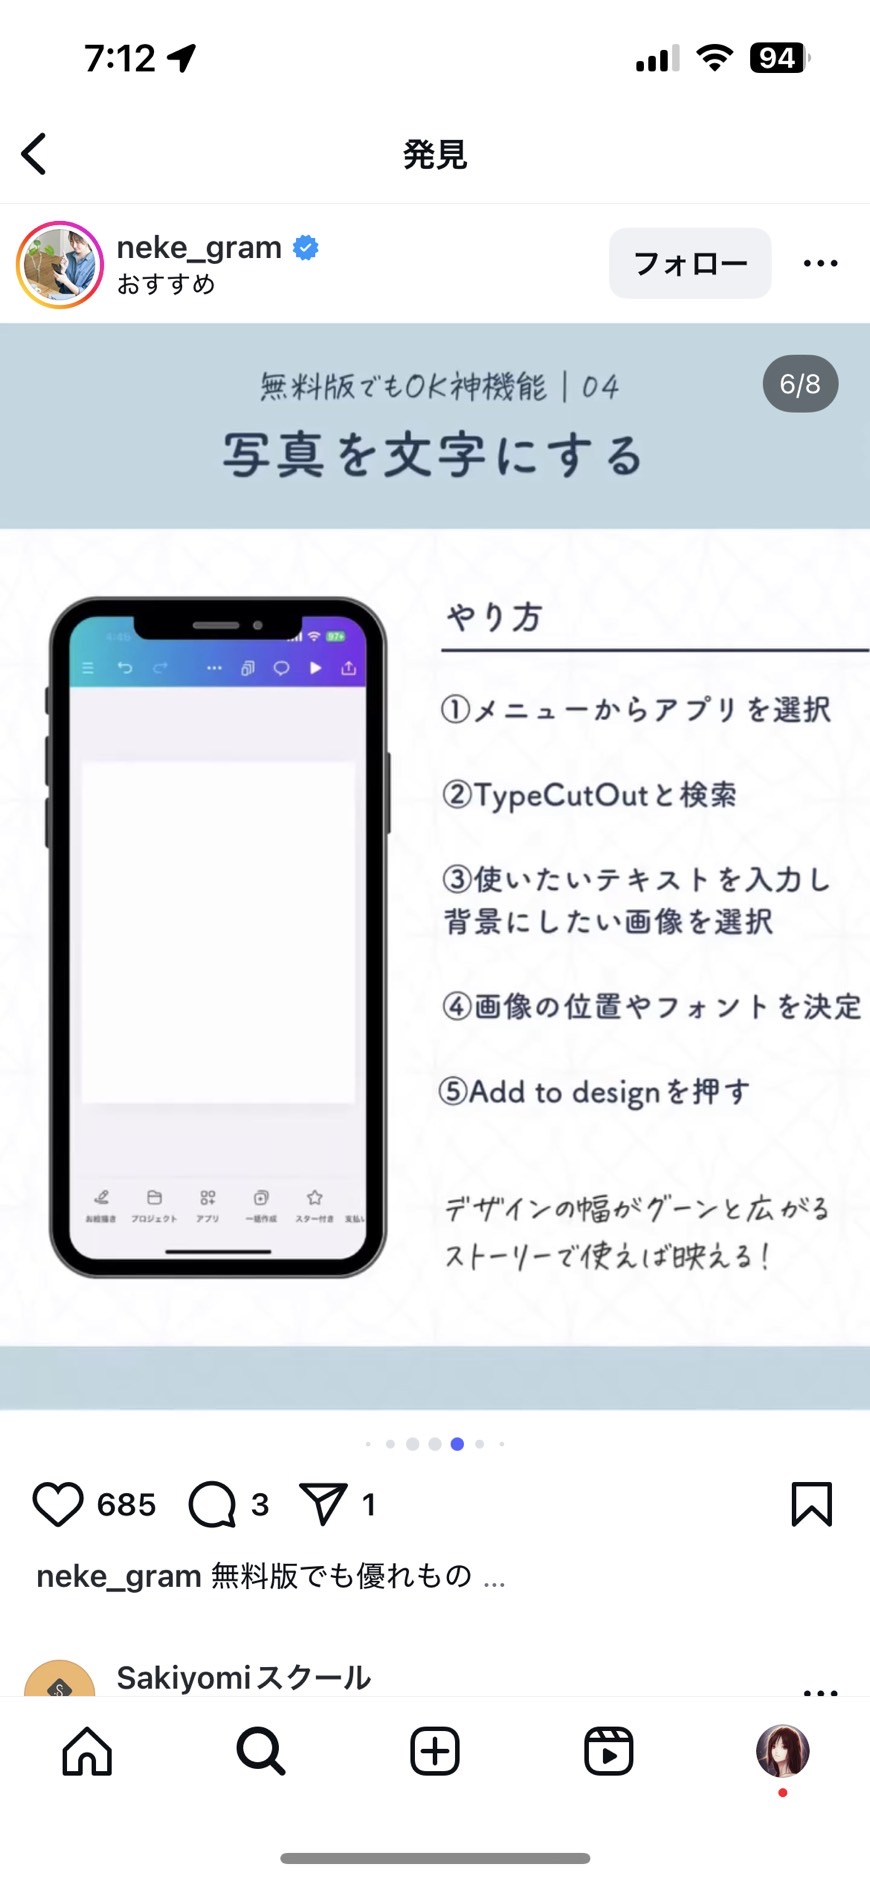 7:12
94
発見
neke_gram
おすすめ
フォロー
無料版でもOK神機能｜04
6/8
写真を文字にする
97+
やり方
①メニューからアプリを選択
②TypeCutOutと検索
③使いたいテキストを入力し
背景にしたい画像を選択
④画像の位置やフォントを決定
⑤Add to designを押す
お絵描き プロジェクト アプリ 一括作成 スター付き 支払い
デザインの幅がグーンと広がる
ストーリーで使えば映える！
685 3 1
neke_gram 無料版でも優れもの ...
Sakiyomiスクール
S